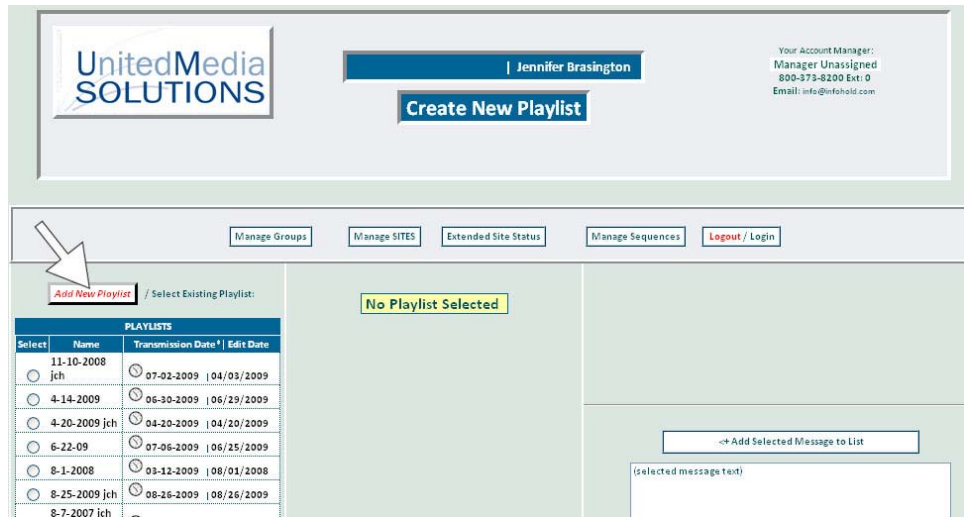 UnitedMedia
SOLUTIONS
| Jennifer Brasington
Create New Playlist
Your Account Manager:
Manager Unassigned
800-373-8200 Ext: 0
Email: info@infohold.com
Manage Groups
Manage SITES
Extended Site Status
Manage Sequences
Logout / Login
Add New Playlist / Select Existing Playlist:
PLAYLISTS
Select Name Transmission Date* | Edit Date
11-10-2008
jch 07-02-2009 | 04/03/2009
4-14-2009 06-30-2009 | 06/29/2009
4-20-2009 jch 04-20-2009 | 04/20/2009
6-22-09 07-06-2009 | 06/25/2009
8-1-2008 03-12-2009 | 08/01/2008
8-25-2009 jch 08-26-2009 | 08/26/2009
8-7-2007 jch
No Playlist Selected
<+ Add Selected Message to List
(selected message text)